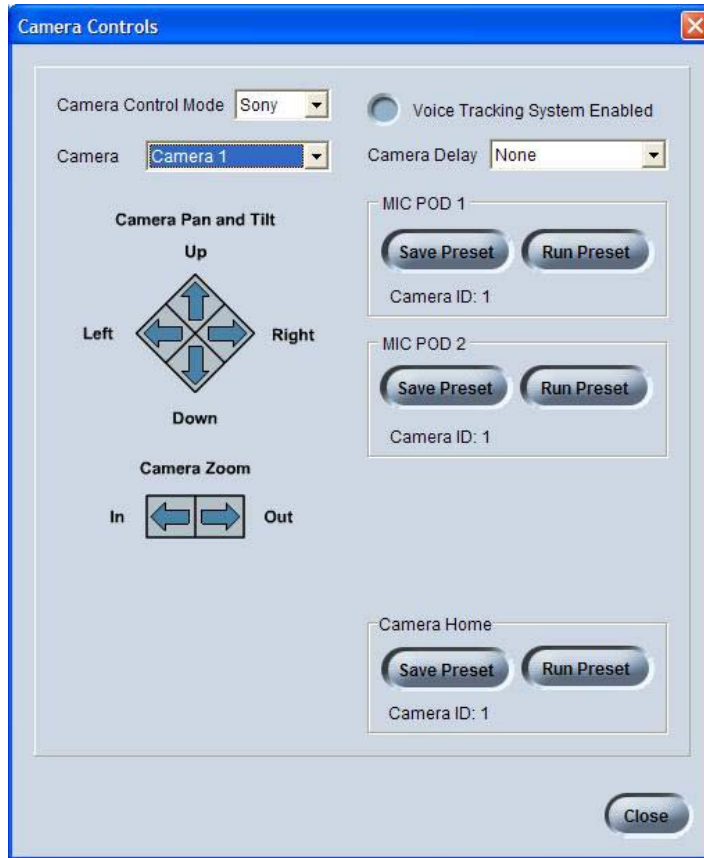 Camera Controls
Camera Control Mode Sony
Camera Camera 1
Camera Pan and Tilt
Up
Left Right
Down
Camera Zoom
In Out
Voice Tracking System Enabled
Camera Delay None
MIC POD 1
Save Preset Run Preset
Camera ID: 1
MIC POD 2
Save Preset Run Preset
Camera ID: 1
Camera Home
Save Preset Run Preset
Camera ID: 1
Close